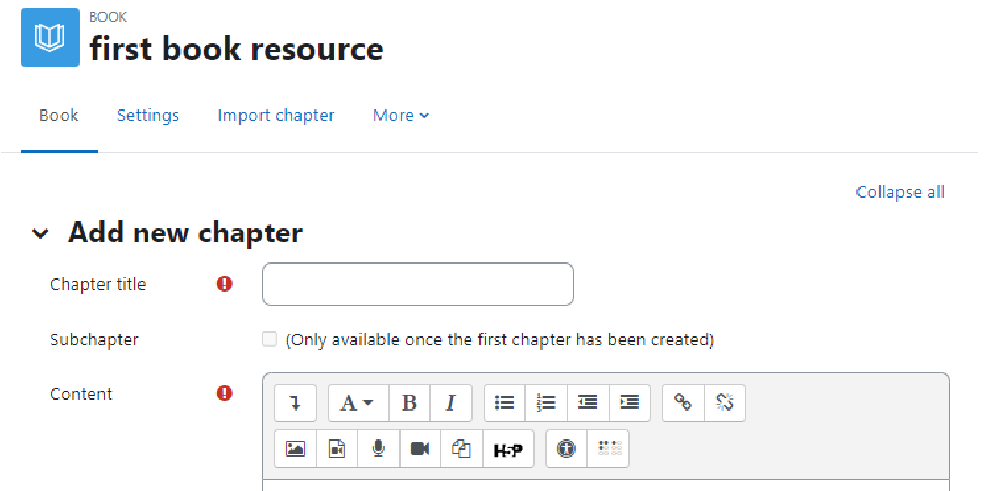 BOOK
first book resource
Book Settings Import chapter More
Collapse all
Add new chapter
Chapter title
Subchapter (Only available once the first chapter has been created)
Content
A B I
H5P